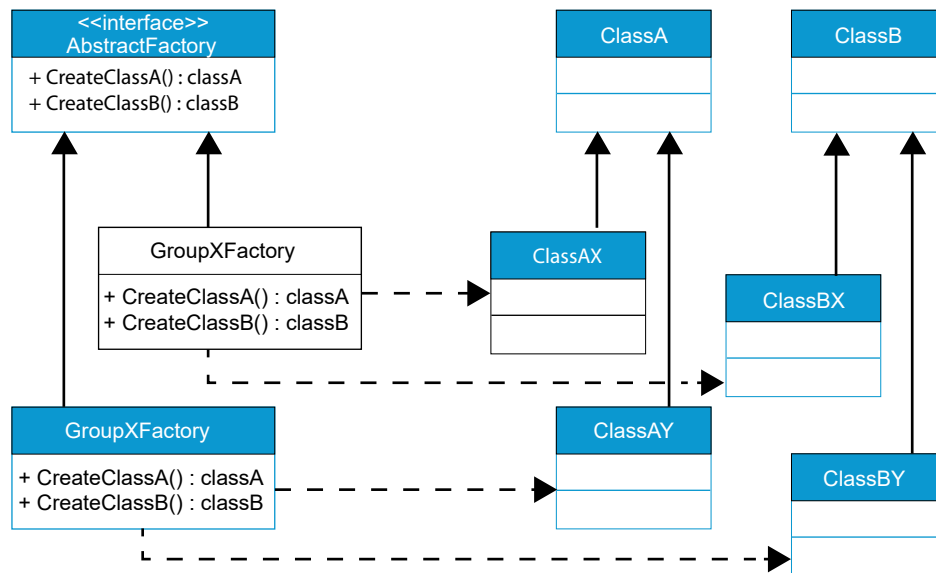 <<interface>>
AbstractFactory
+ CreateClassA() : classA
+ CreateClassB() : classB
ClassA
ClassB
GroupXFactory
+ CreateClassA() : classA
+ CreateClassB() : classB
ClassAX
ClassBX
GroupXFactory
+ CreateClassA() : classA
+ CreateClassB() : classB
ClassAY
ClassBY